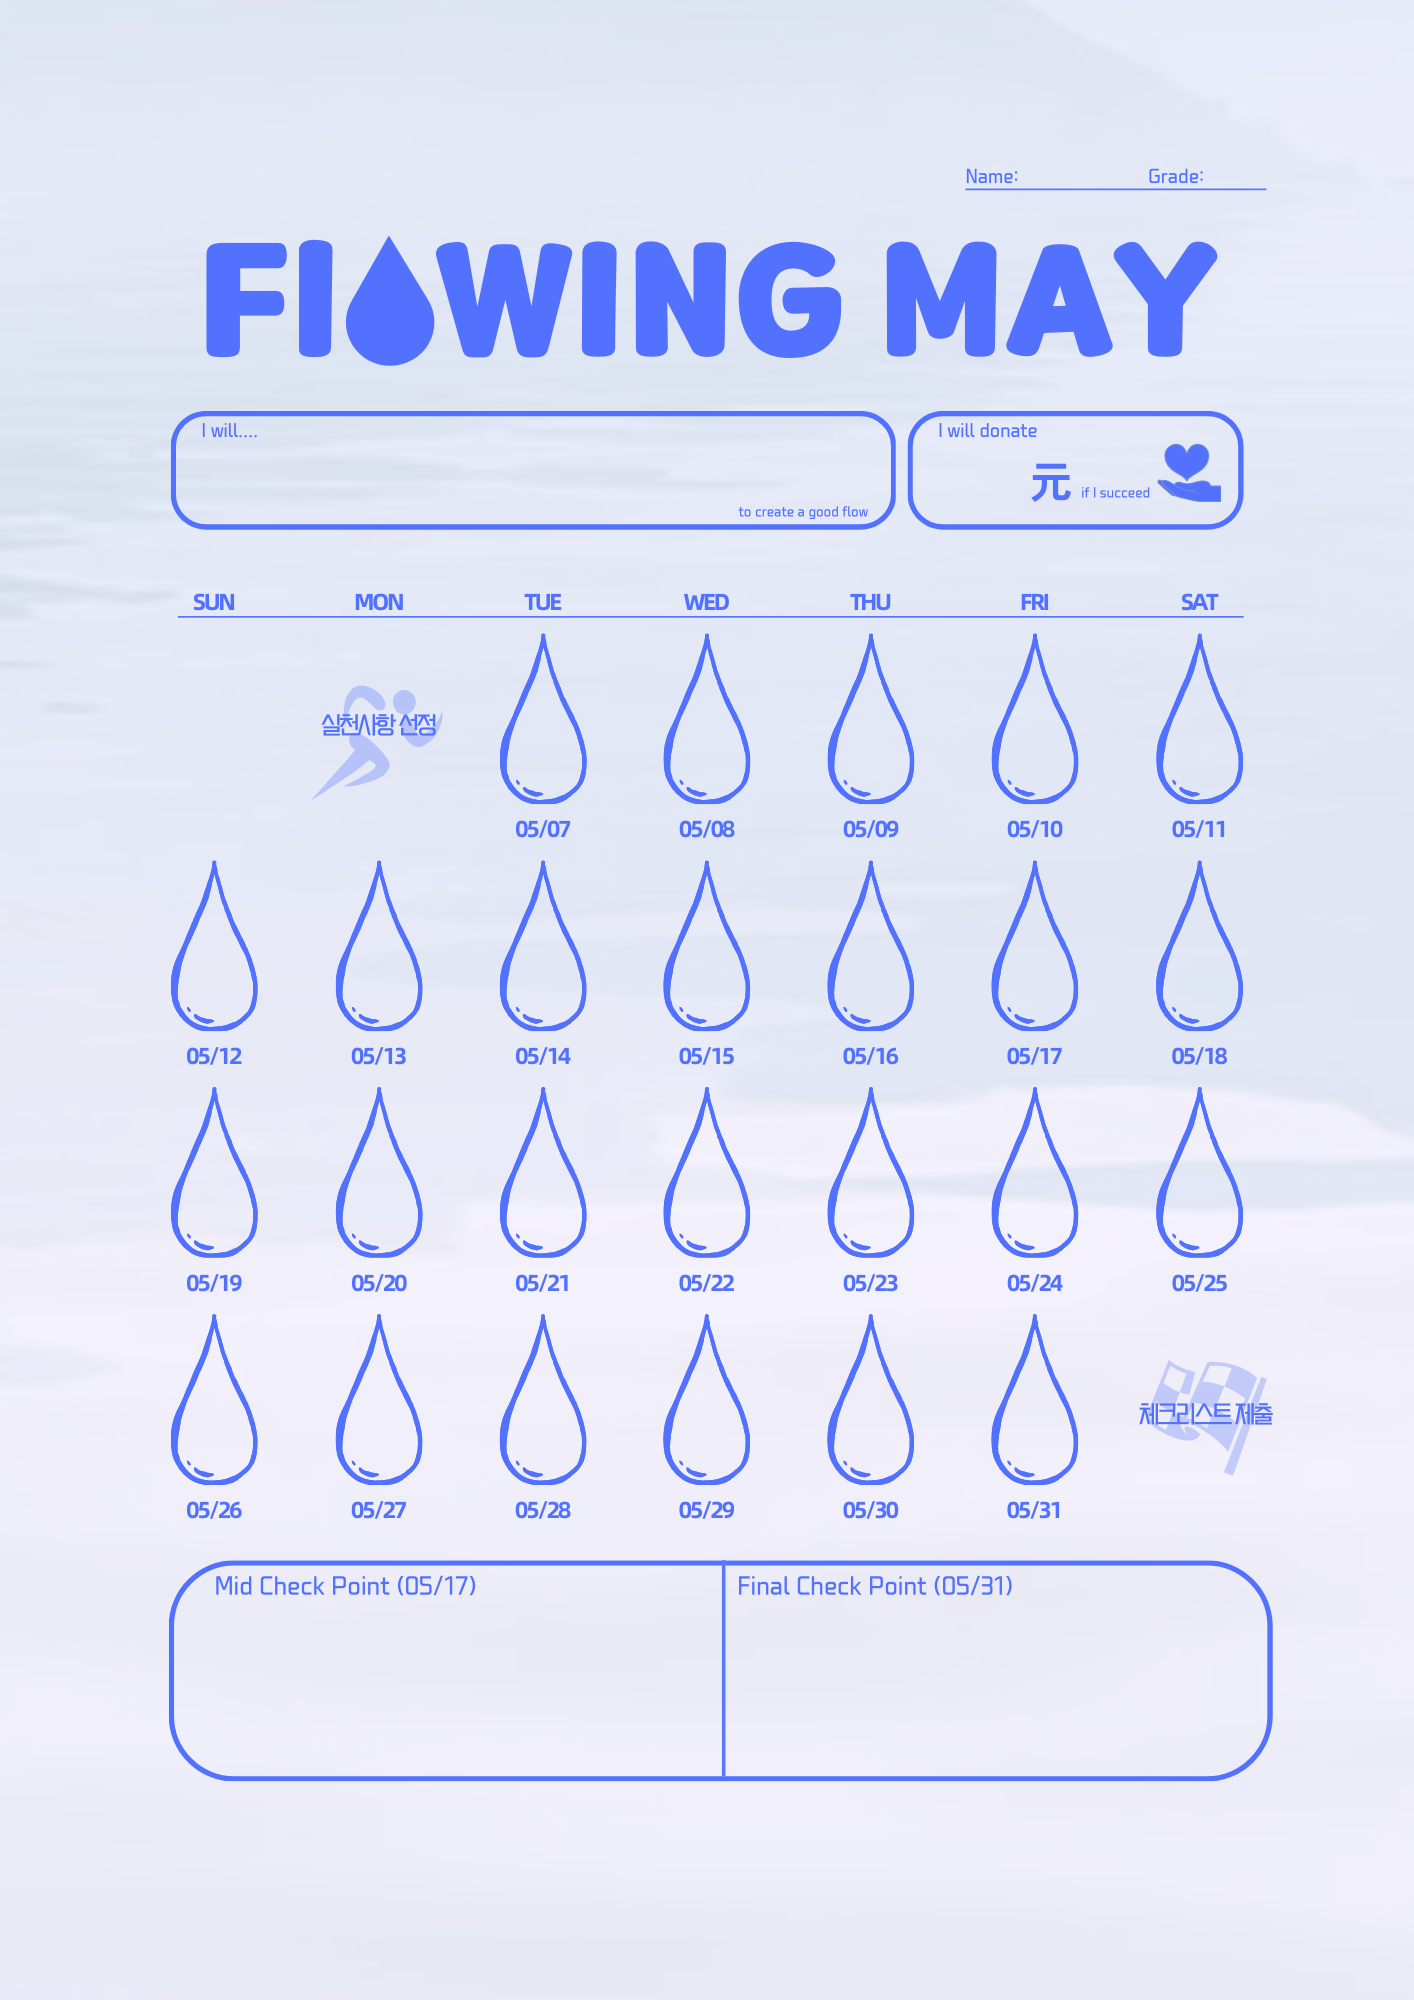 Name: Grade:
FlOWING MAY
I will....
to create a good flow
I will donate
元 if I succeed
SUN MON TUE WED THU FRI SAT
실천사항 선정
05/07 05/08 05/09 05/10 05/11
05/12 05/13 05/14 05/15 05/16 05/17 05/18
05/19 05/20 05/21 05/22 05/23 05/24 05/25
체크리스트 제출
05/26 05/27 05/28 05/29 05/30 05/31
Mid Check Point (05/17)
Final Check Point (05/31)